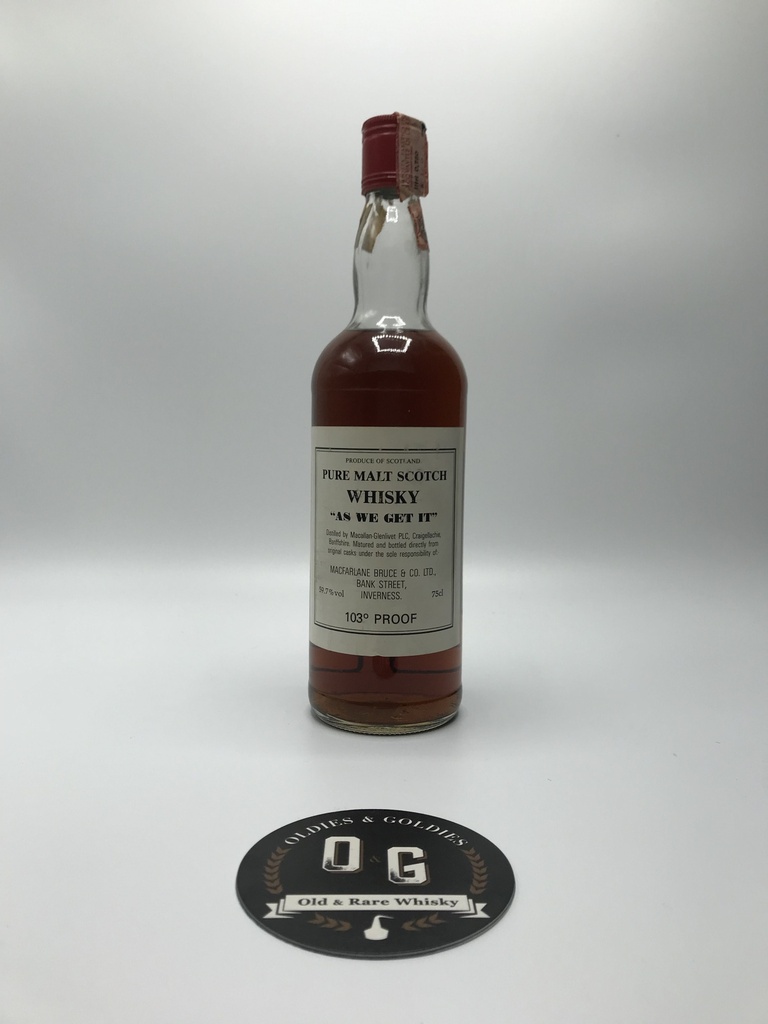 PRODUCE OF SCOTLAND.
PURE MALT SCOTCH
WHISKY
"AS WE GET IT"
Distilled by Macallan-Glenlivet PLC, Craigellachie,
Banffshire. Matured and bottled directly from
original casks under the sole responsibility of:
MACFARLANE BRUCE & CO. LTD.,
BANK STREET,
59.7%vol INVERNESS. 75cl
103º PROOF
OLDIES & GOLDIES
O & G
Old & Rare Whisky